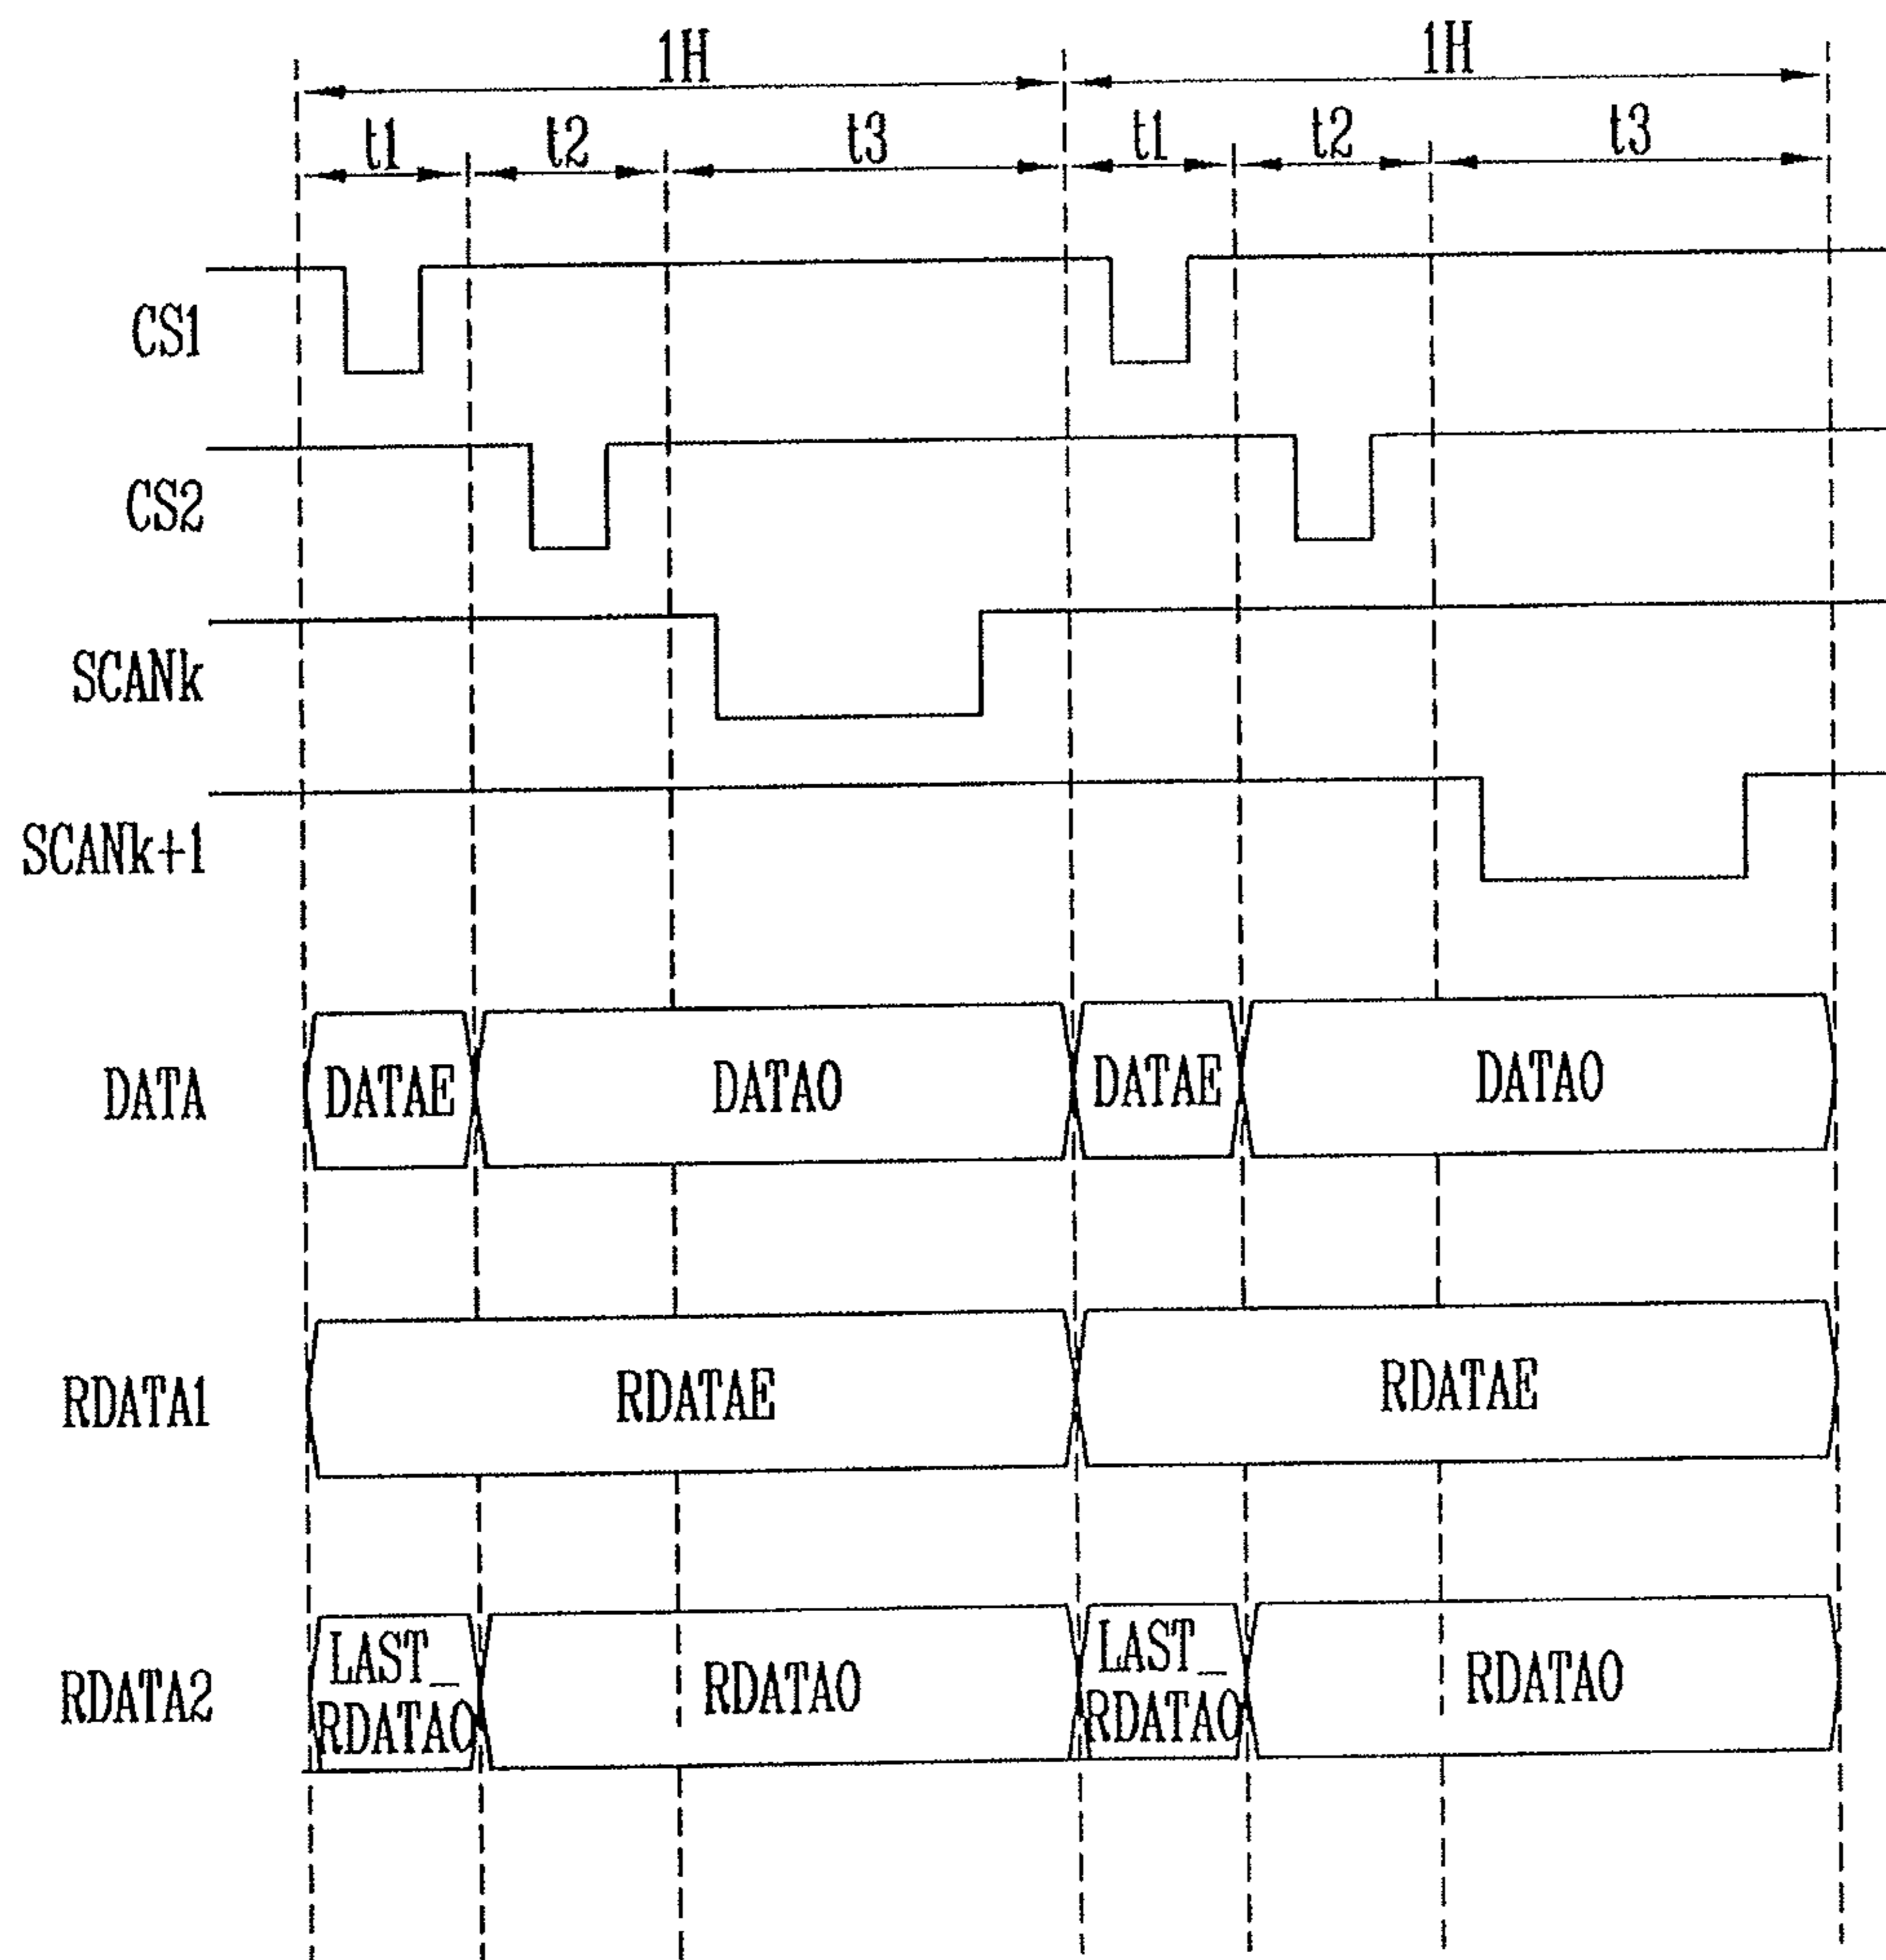 1H 1H
t1 t2 t3 t1 t2 t3
CS1
CS2
SCANk
SCANk+1
DATA DATAE DATAO DATAE DATAO
RDATA1 RDATAE RDATAE
RDATA2 LAST_ RDATAO RDATAO LAST_ RDATAO RDATAO